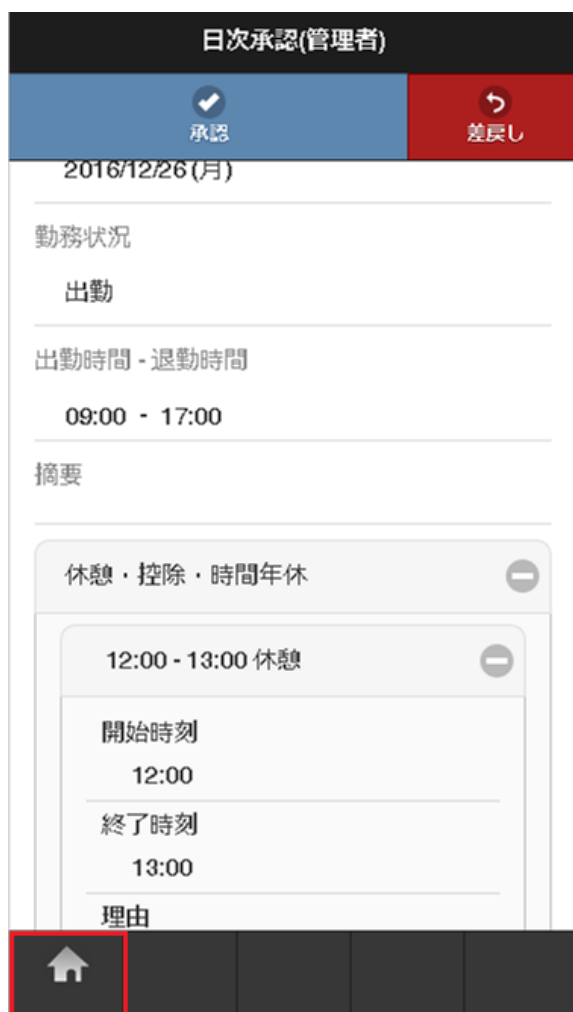 日次承認(管理者)
承認
差戻し
2016/12/26(月)
勤務状況
出勤
出勤時間 - 退勤時間
09:00 - 17:00
摘要
休憩・控除・時間年休
12:00 - 13:00 休憩
開始時刻
12:00
終了時刻
13:00
理由